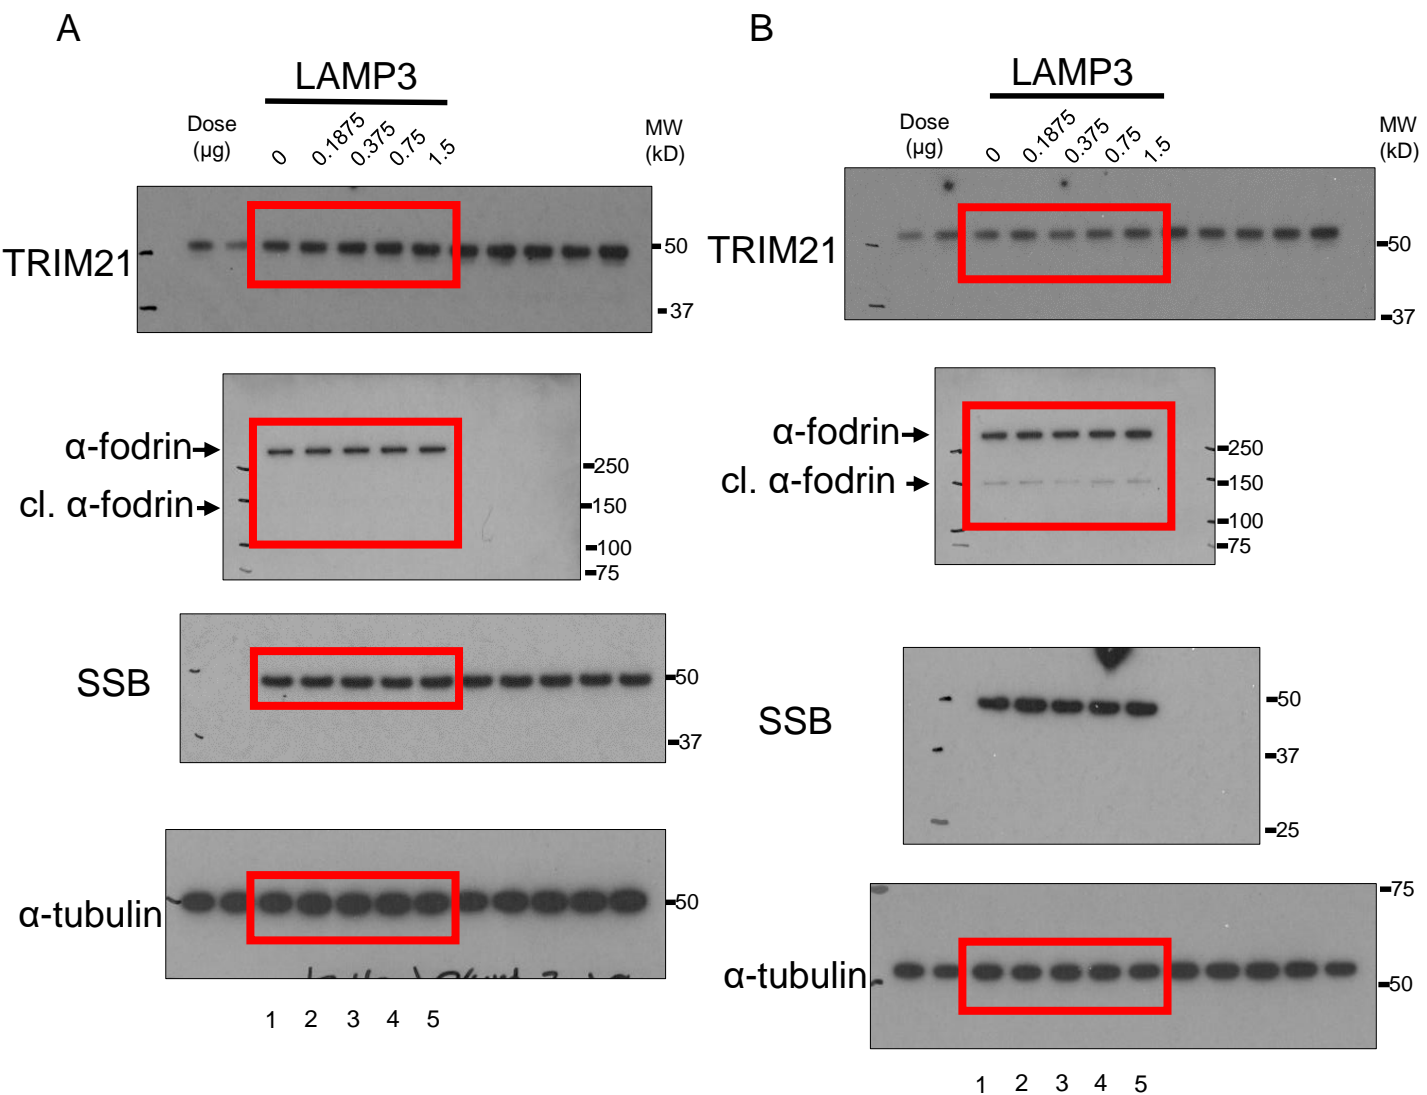 A
LAMP3
Dose
(μg)
0
0.1875
0.375
0.75
1.5
MW
(kD)
TRIM21
50
37
α-fodrin
cl. α-fodrin
250
150
100
75
SSB
50
37
α-tubulin
50
1 2 3 4 5
B
LAMP3
Dose
(μg)
0
0.1875
0.375
0.75
1.5
MW
(kD)
TRIM21
50
37
α-fodrin
cl. α-fodrin
250
150
100
75
SSB
50
37
25
α-tubulin
75
50
1 2 3 4 5